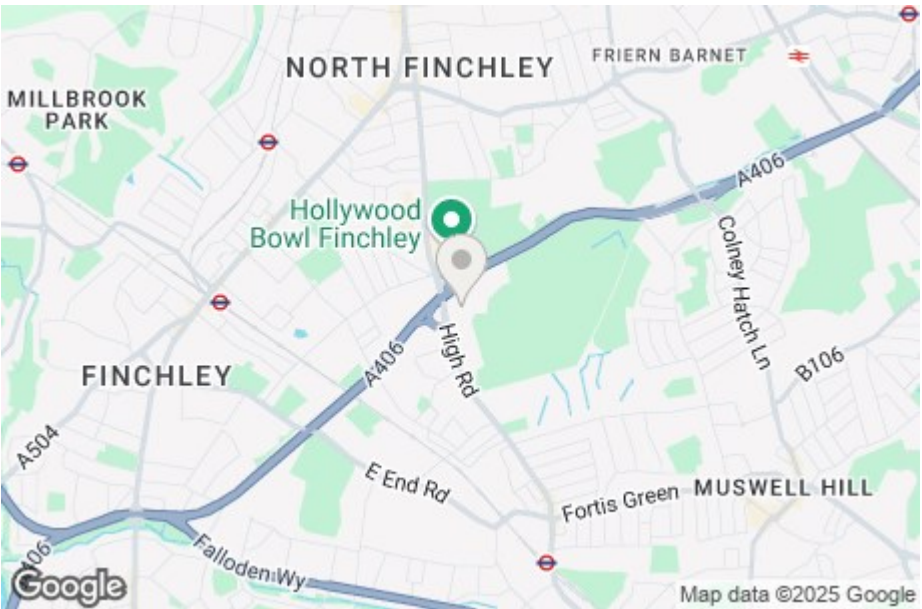 NORTH FINCHLEY
FRIERN BARNET
MILLBROOK
PARK
A406
Hollywood
Bowl Finchley
Colney Hatch Ln
High Rd
A406
B106
FINCHLEY
A504
E End Rd
Fortis Green
MUSWELL HILL
Falloden Wy
406
Google
Map data ©2025 Google